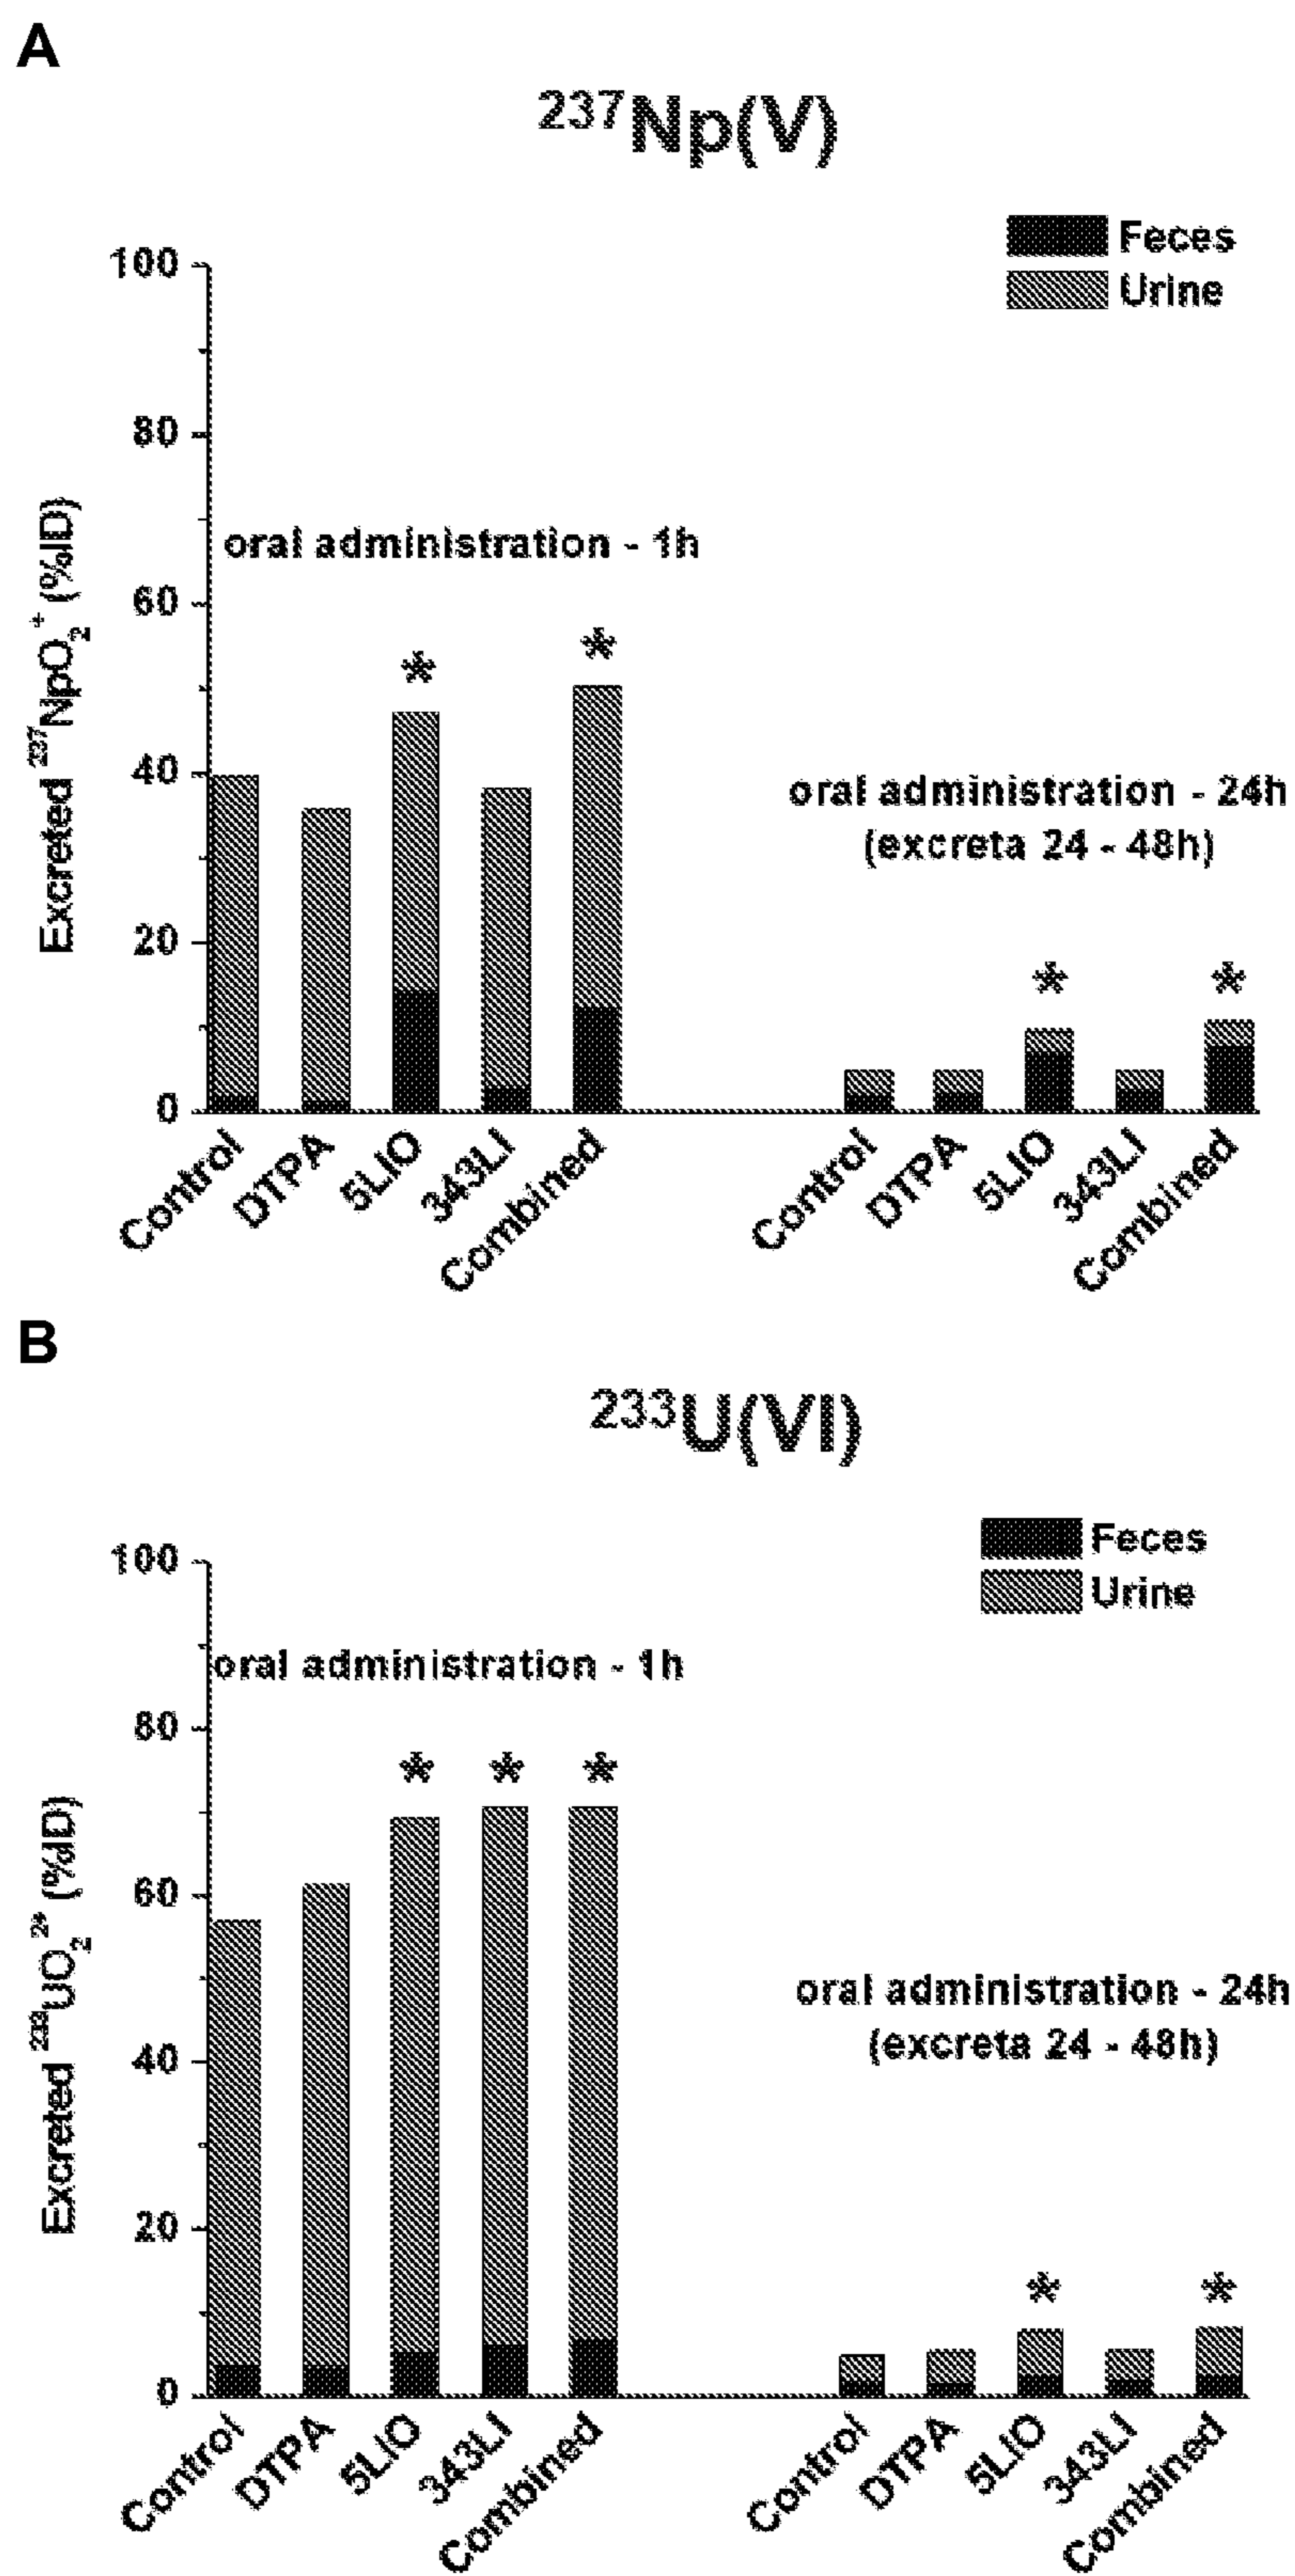 A
²³⁷Np(V)
Feces
Urine
100
80
60
40
20
0
Excreted ²³⁷NpO₂⁺ (%ID)
oral administration - 1h
oral administration - 24h
(excreta 24 - 48h)
*
*
*
*
Control
DTPA
5LIO
343LI
Combined
Control
DTPA
5LIO
343LI
Combined
B
²³³U(VI)
Feces
Urine
100
80
60
40
20
0
Excreted ²³³UO₂²⁺ (%ID)
oral administration - 1h
* * *
oral administration - 24h
(excreta 24 - 48h)
*
*
Control
DTPA
5LIO
343LI
Combined
Control
DTPA
5LIO
343LI
Combined